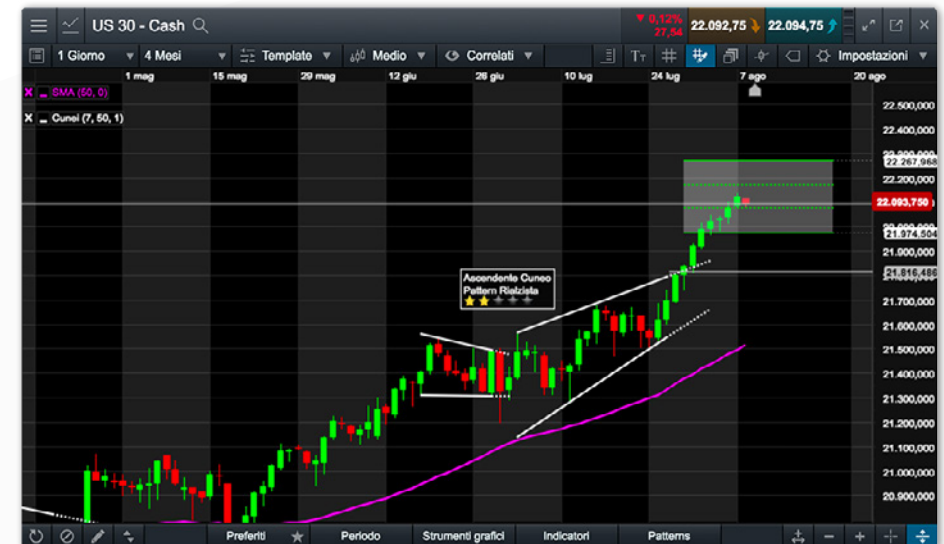 US 30 - Cash
▼ 0,12%
27,54
22.092,75
22.094,75
1 Giorno
4 Mesi
Template
Medio
Correlati
Impostazioni
1 mag
15 mag
29 mag
12 giu
26 giu
10 lug
24 lug
7 ago
20 ago
X SMA (50, 0)
X Cunei (7, 50, 1)
22.500,000
22.400,000
22.267,968
22.200,000
22.093,750
21.974,504
21.900,000
21.816,486
21.700,000
21.600,000
21.500,000
21.400,000
21.300,000
21.200,000
21.100,000
21.000,000
20.900,000
Ascendente Cuneo
Pattern Rialzista
Preferiti
Periodo
Strumenti grafici
Indicatori
Patterns